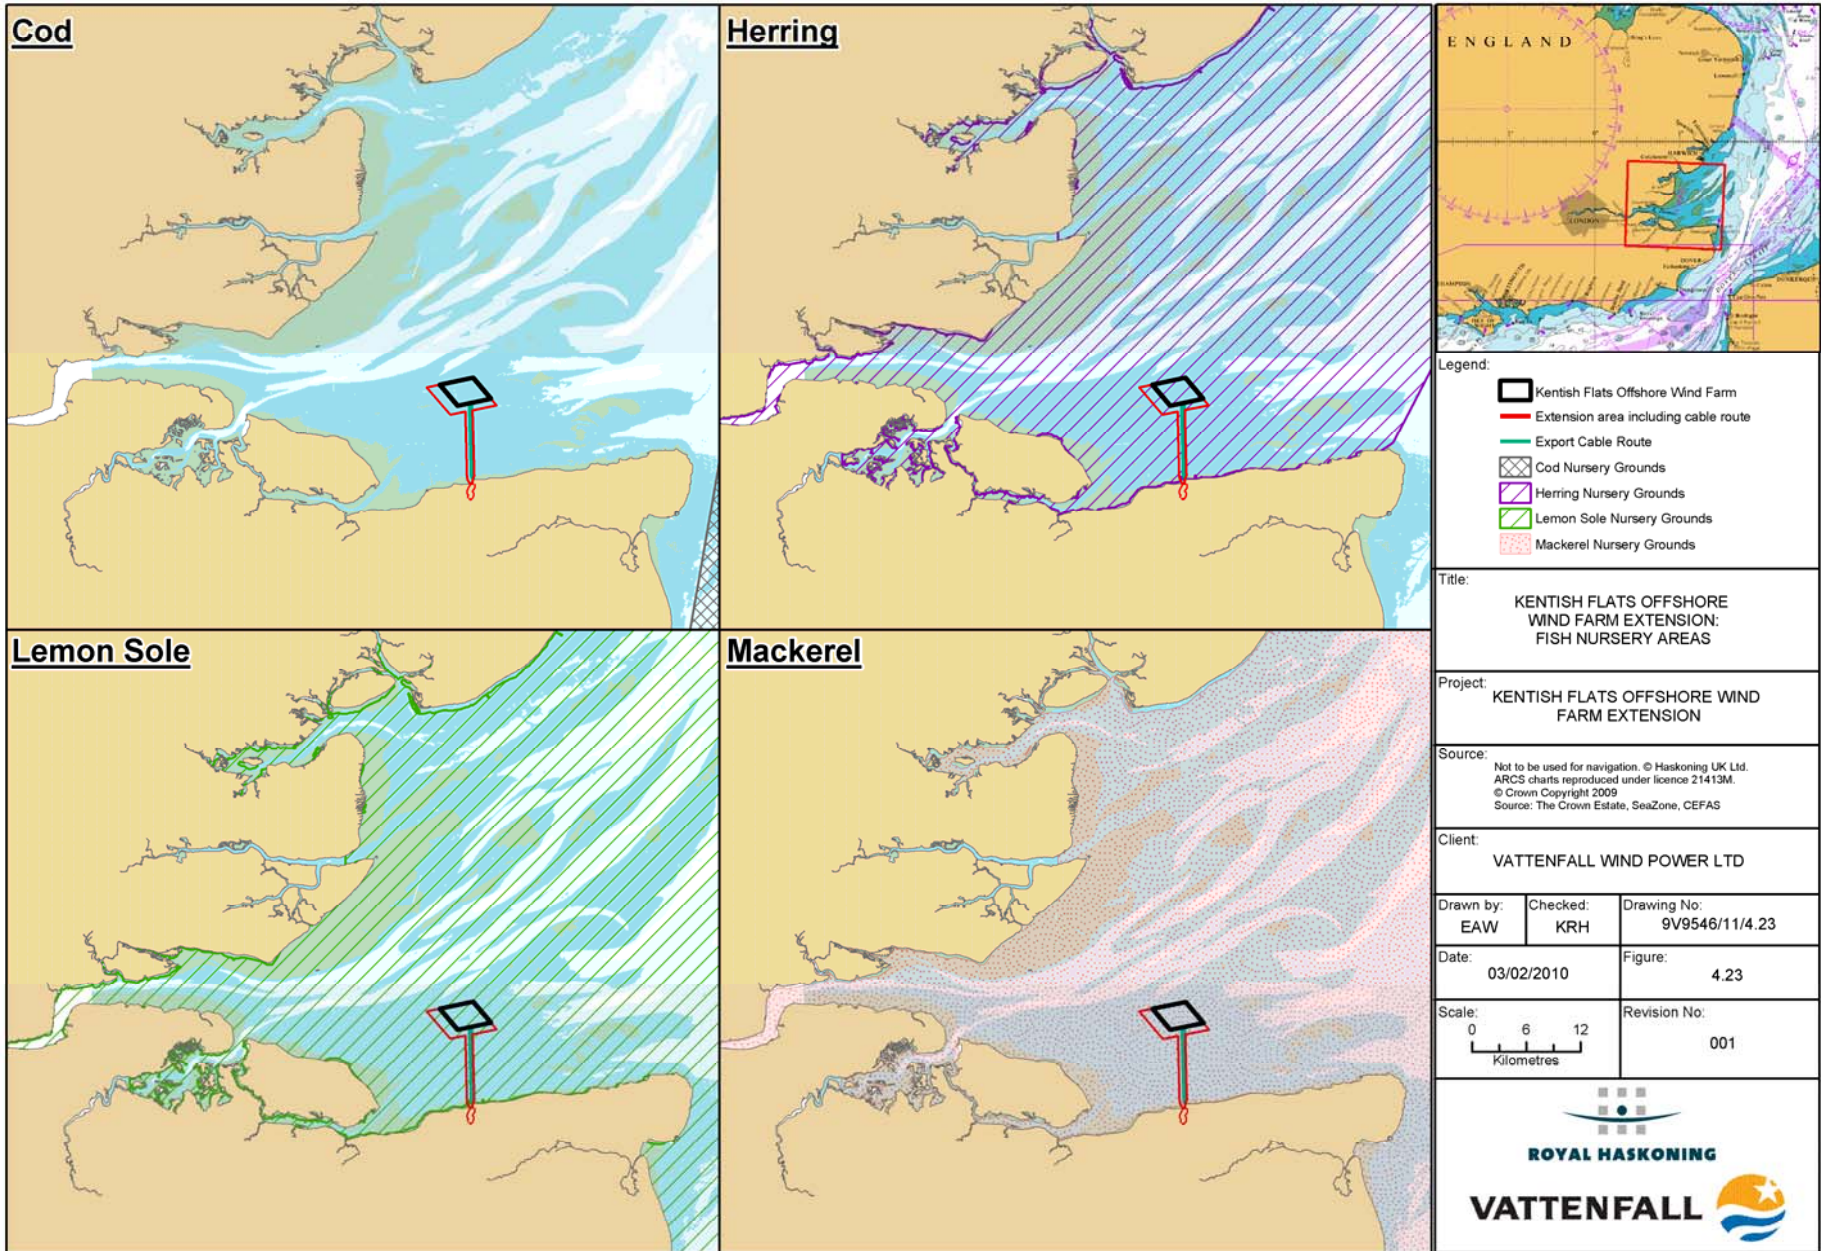 Cod
Herring
Lemon Sole
Mackerel
ENGLAND
LONDON
HARWICH
DOVER
Legend:
Kentish Flats Offshore Wind Farm
Extension area including cable route
Export Cable Route
Cod Nursery Grounds
Herring Nursery Grounds
Lemon Sole Nursery Grounds
Mackerel Nursery Grounds
Title:
KENTISH FLATS OFFSHORE
WIND FARM EXTENSION:
FISH NURSERY AREAS
Project:
KENTISH FLATS OFFSHORE WIND
FARM EXTENSION
Source:
Not to be used for navigation. © Haskoning UK Ltd.
ARCS charts reproduced under licence 21413M.
© Crown Copyright 2009
Source: The Crown Estate, SeaZone, CEFAS
Client:
VATTENFALL WIND POWER LTD
Drawn by:
EAW
Checked:
KRH
Drawing No:
9V9546/11/4.23
Date:
03/02/2010
Figure:
4.23
Scale:
0 6 12
Kilometres
Revision No:
001
ROYAL HASKONING
VATTENFALL